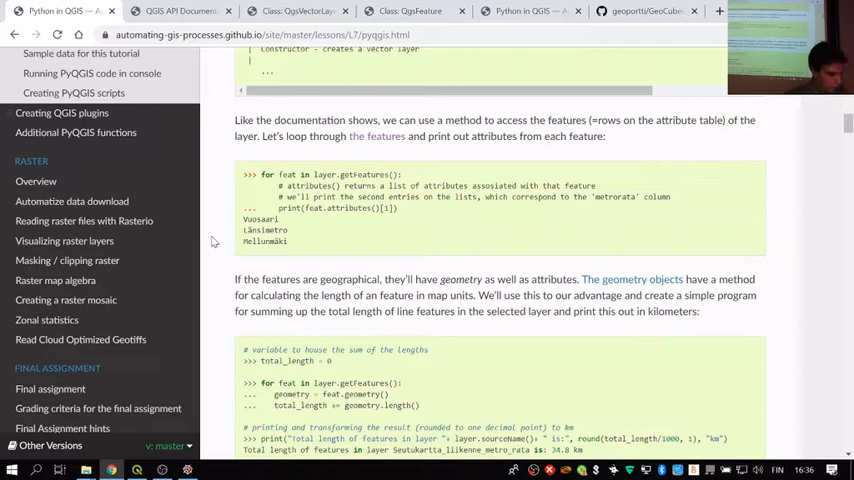 Python in QGIS —
QGIS API Document
Class: QgsVectorLay
Class: QgsFeature
Python in QGIS —
geoportti/GeoCube
automating-gis-processes.github.io/site/master/lessons/L7/pyqgis.html
Sample data for this tutorial
Running PyQGIS code in console
Creating PyQGIS scripts
Creating QGIS plugins
Additional PyQGIS functions
RASTER
Overview
Automatize data download
Reading raster files with Rasterio
Visualizing raster layers
Masking / clipping raster
Raster map algebra
Creating a raster mosaic
Zonal statistics
Read Cloud Optimized Geotiffs
FINAL ASSIGNMENT
Final assignment
Grading criteria for the final assignment
Final Assignment hints
Other Versions
v: master
| Constructor - creates a vector layer
|
| ...
Like the documentation shows, we can use a method to access the features (=rows on the attribute table) of the
layer. Let's loop through the features and print out attributes from each feature:
>>> for feat in layer.getFeatures():
# attributes() returns a list of attributes assosiated with that feature
# we'll print the second entries on the lists, which correspond to the 'metrorata' column
... print(feat.attributes()[1])
Vuosaari
Länsimetro
Mellunmäki
If the features are geographical, they'll have geometry as well as attributes. The geometry objects have a method
for calculating the length of an feature in map units. We'll use this to our advantage and create a simple program
for summing up the total length of line features in the selected layer and print this out in kilometers:
# variable to house the sum of the lengths
>>> total_length = 0
>>> for feat in layer.getFeatures():
... geometry = feat.geometry()
... total_length += geometry.length()
# printing and transforming the result (rounded to one decimal point) to km
>>> print("Total length of features in layer "+ layer.sourceName()+ " is:", round(total_length/1000, 1), "km")
Total length of features in layer Seutukartta_liikenne_metro_rata is: 34.8 km
FIN
16:36